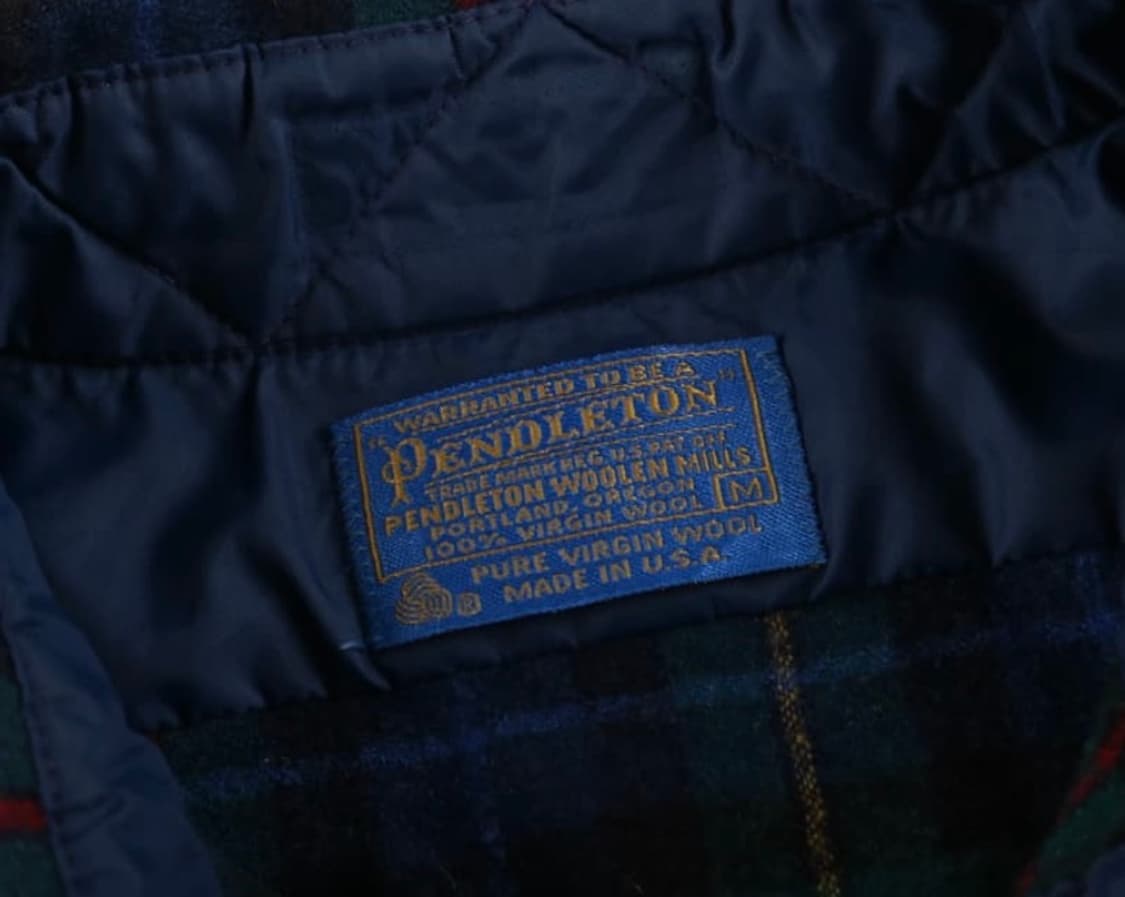 "WARRANTED TO BE A
PENDLETON"
TRADE MARK REG. U.S. PAT. OFF.
PENDLETON WOOLEN MILLS
PORTLAND, OREGON
100% VIRGIN WOOL M
PURE VIRGIN WOOL
® MADE IN U.S.A.